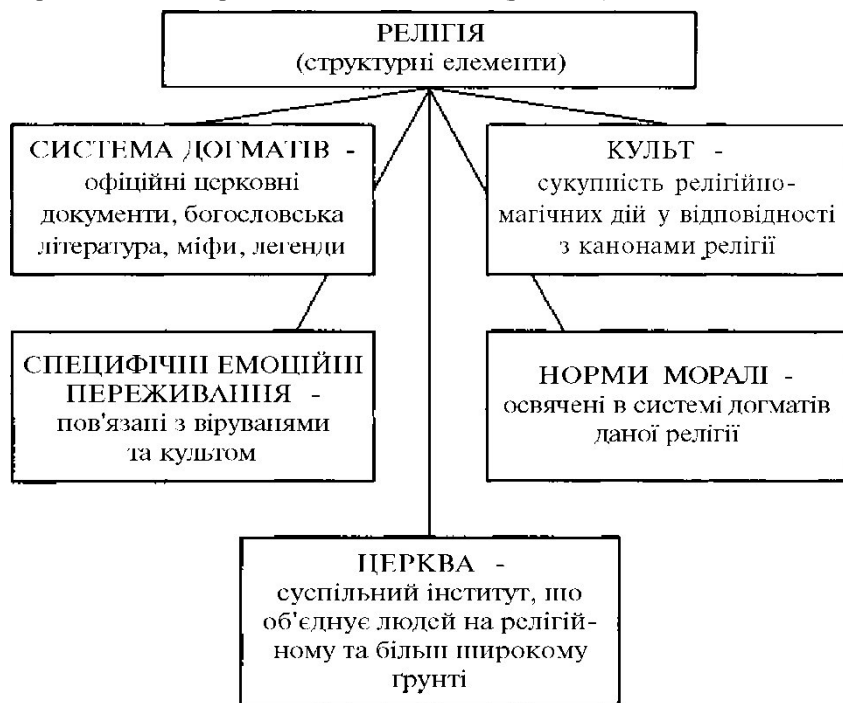 РЕЛІГІЯ
(структурні елементи)
СИСТЕМА ДОГМАТІВ -
офіційні церковні
документи, богословська
література, міфи, легенди
КУЛЬТ -
сукупність релігійно-
магічних дій у відповідності
з канонами релігії
СПЕЦИФІЧНІ ЕМОЦІЙНІ
ПЕРЕЖИВАННЯ -
пов'язані з віруванями
та культом
НОРМИ МОРАЛІ -
освячені в системі догматів
даної релігії
ЦЕРКВА -
суспільний інститут, що
об'єднує людей на релігій-
ному та більш широкому
ґрунті